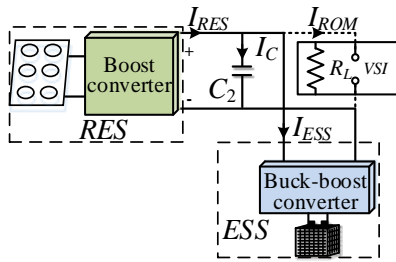 I_RES
I_ROM
+
Boost
converter
I_C
C_2
R_L
VSI
-
RES
I_ESS
Buck-boost
converter
ESS